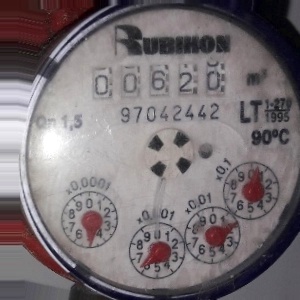 RUBIKON
00620 m³
97042442
Qn 1,5
LT 1-270
1995
90°C
x0,0001
x0,001
x0,01
x0,1